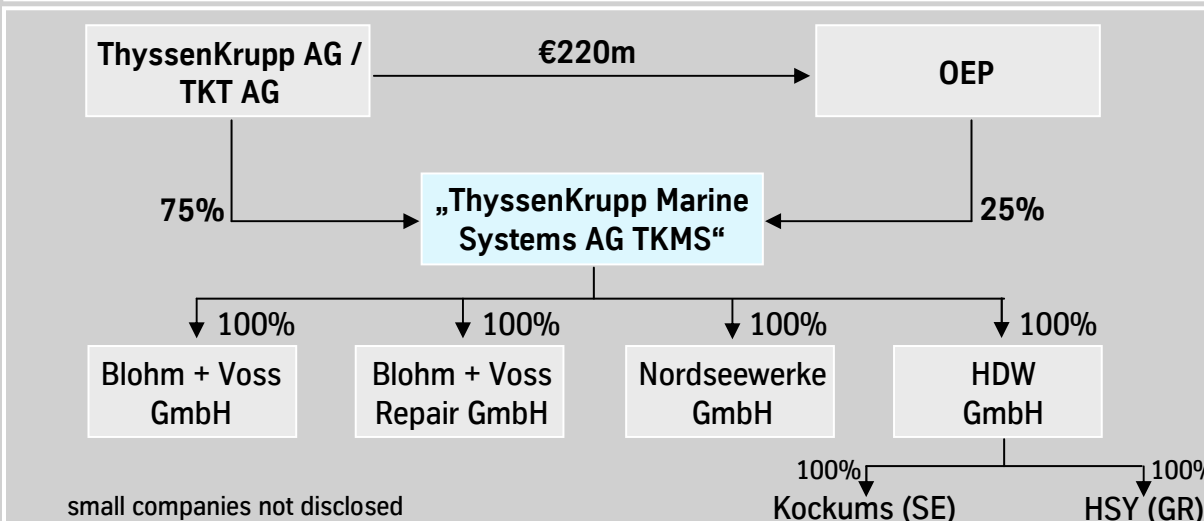 ThyssenKrupp AG /
TKT AG
€220m
OEP
75%
„ThyssenKrupp Marine
Systems AG TKMS“
25%
100%
100%
100%
100%
Blohm + Voss
GmbH
Blohm + Voss
Repair GmbH
Nordseewerke
GmbH
HDW
GmbH
100%
100%
small companies not disclosed
Kockums (SE)
HSY (GR)